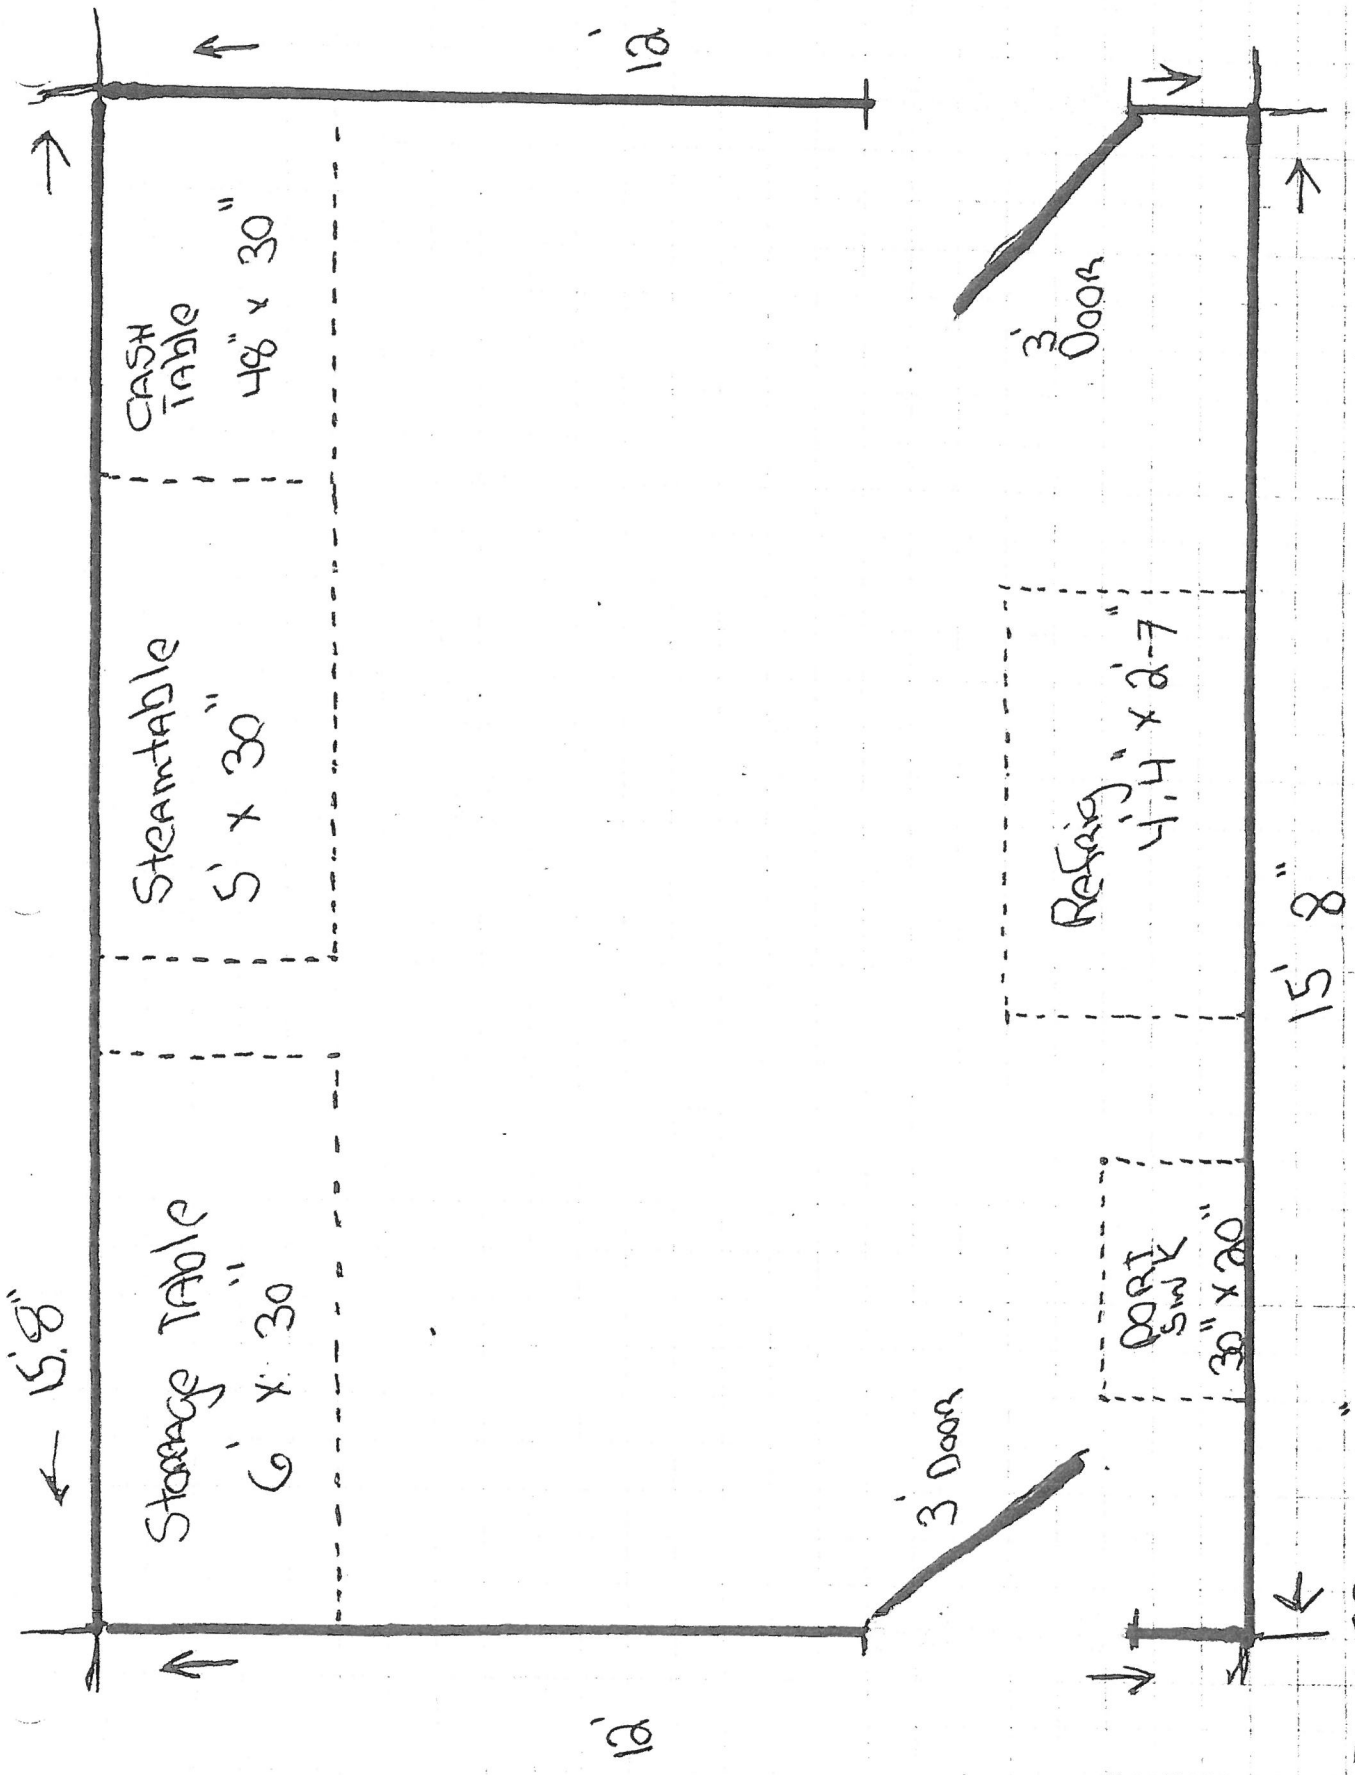 15'.8"
12'
12'
Storage Table
6' x 30"
Steamtable
5' x 30"
CASH
TABle
48" x 30"
3' DOOR
3'
DOOR
PORT
SINK
30" x 20"
Refrig
4',4" x 2'-7"
15' 8"